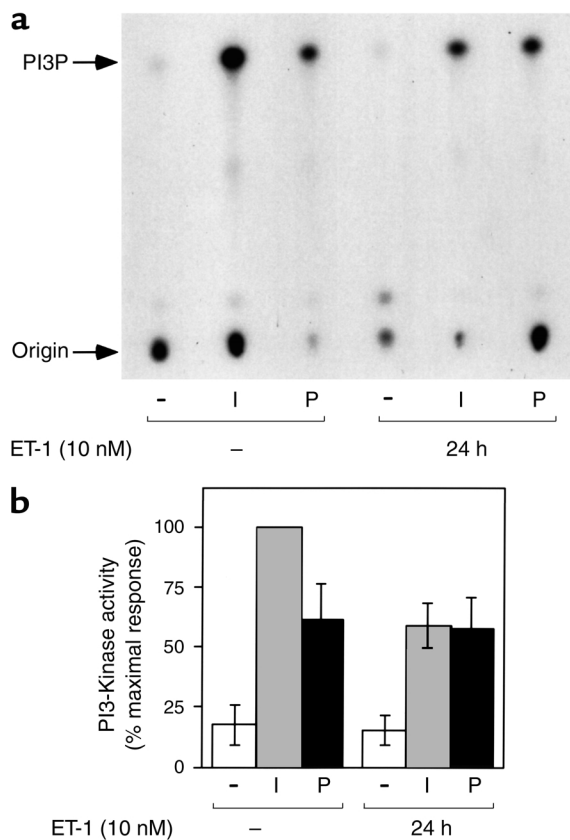 a
PI3P
Origin
- I P - I P
ET-1 (10 nM) – 24 h
b
PI3-Kinase activity
(% maximal response)
100
75
50
25
0
- I P - I P
ET-1 (10 nM) – 24 h